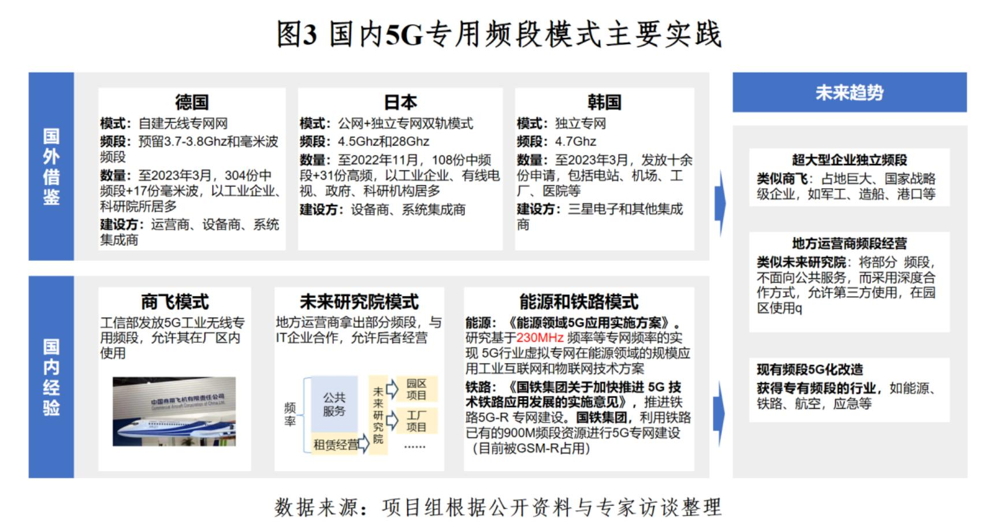 图3 国内5G专用频段模式主要实践
国外借鉴
德国
模式：自建无线专网网
频段：预留3.7-3.8Ghz和毫米波
频段
数量：至2023年3月，304份中
频段+17份毫米波，以工业企业、
科研院所居多
建设方：运营商、设备商、系统
集成商
日本
模式：公网+独立专网双轨模式
频段：4.5Ghz和28Ghz
数量：至2022年11月，108份中频
段+31份高频，以工业企业、有线电
视、政府、科研机构居多
建设方：设备商、系统集成商
韩国
模式：独立专网
频段：4.7Ghz
数量：至2023年3月，发放十余
份申请，包括电站、机场、工
厂、医院等
建设方：三星电子和其他集成
商
国内经验
商飞模式
工信部发放5G工业无线专
用频段，允许其在厂区内
使用
中国商用飞机有限责任公司
Commercial Aircraft Corporation of China,Ltd.
未来研究院模式
地方运营商拿出部分频段，与
IT企业合作，允许后者经营
频率
公共
服务
租赁经营
未来研究院
园区
项目
工厂
项目
······
能源和铁路模式
能源：《能源领域5G应用实施方案》。
研究基于230MHz 频率等专网频率的实
现 5G行业虚拟专网在能源领域的规模应
用工业互联网和物联网技术方案
铁路：《国铁集团关于加快推进 5G 技
术铁路应用发展的实施意见》，推进铁
路5G-R 专网建设。国铁集团，利用铁路
已有的900M频段资源进行5G专网建设
（目前被GSM-R占用）
未来趋势
超大型企业独立频段
类似商飞：占地巨大、国家战略
级企业，如军工、造船、港口等
地方运营商频段经营
类似未来研究院：将部分 频段，
不面向公共服务，而采用深度合
作方式，允许第三方使用，在园
区使用q
现有频段5G化改造
获得专有频段的行业，如能源、
铁路、航空，应急等
数据来源：项目组根据公开资料与专家访谈整理